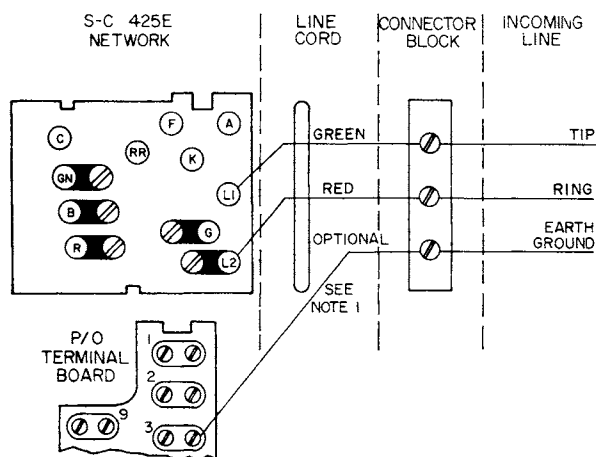 S-C 425E
NETWORK
LINE
CORD
CONNECTOR
BLOCK
INCOMING
LINE
F
A
C
RR
K
GN
L1
B
G
R
L2
GREEN
TIP
RED
RING
OPTIONAL
EARTH
GROUND
SEE
NOTE 1
P/O
TERMINAL
BOARD
1
2
9
3